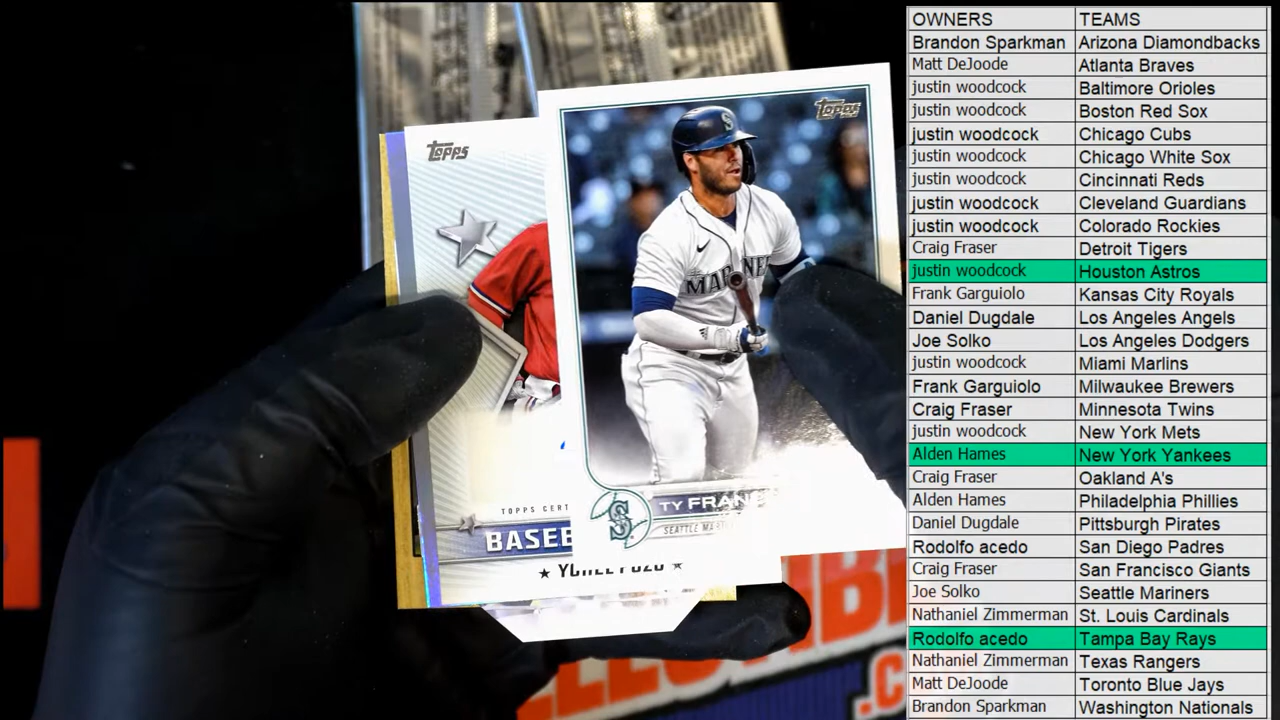 topps
TOPPS CERT
BASEB
★ YOHEL POZO ★
topps
MARINE
S
TY FRAN
SEATTLE MA
OWNERS TEAMS
Brandon Sparkman Arizona Diamondbacks
Matt DeJoode Atlanta Braves
justin woodcock Baltimore Orioles
justin woodcock Boston Red Sox
justin woodcock Chicago Cubs
justin woodcock Chicago White Sox
justin woodcock Cincinnati Reds
justin woodcock Cleveland Guardians
justin woodcock Colorado Rockies
Craig Fraser Detroit Tigers
justin woodcock Houston Astros
Frank Garguiolo Kansas City Royals
Daniel Dugdale Los Angeles Angels
Joe Solko Los Angeles Dodgers
justin woodcock Miami Marlins
Frank Garguiolo Milwaukee Brewers
Craig Fraser Minnesota Twins
justin woodcock New York Mets
Alden Hames New York Yankees
Craig Fraser Oakland A's
Alden Hames Philadelphia Phillies
Daniel Dugdale Pittsburgh Pirates
Rodolfo acedo San Diego Padres
Craig Fraser San Francisco Giants
Joe Solko Seattle Mariners
Nathaniel Zimmerman St. Louis Cardinals
Rodolfo acedo Tampa Bay Rays
Nathaniel Zimmerman Texas Rangers
Matt DeJoode Toronto Blue Jays
Brandon Sparkman Washington Nationals